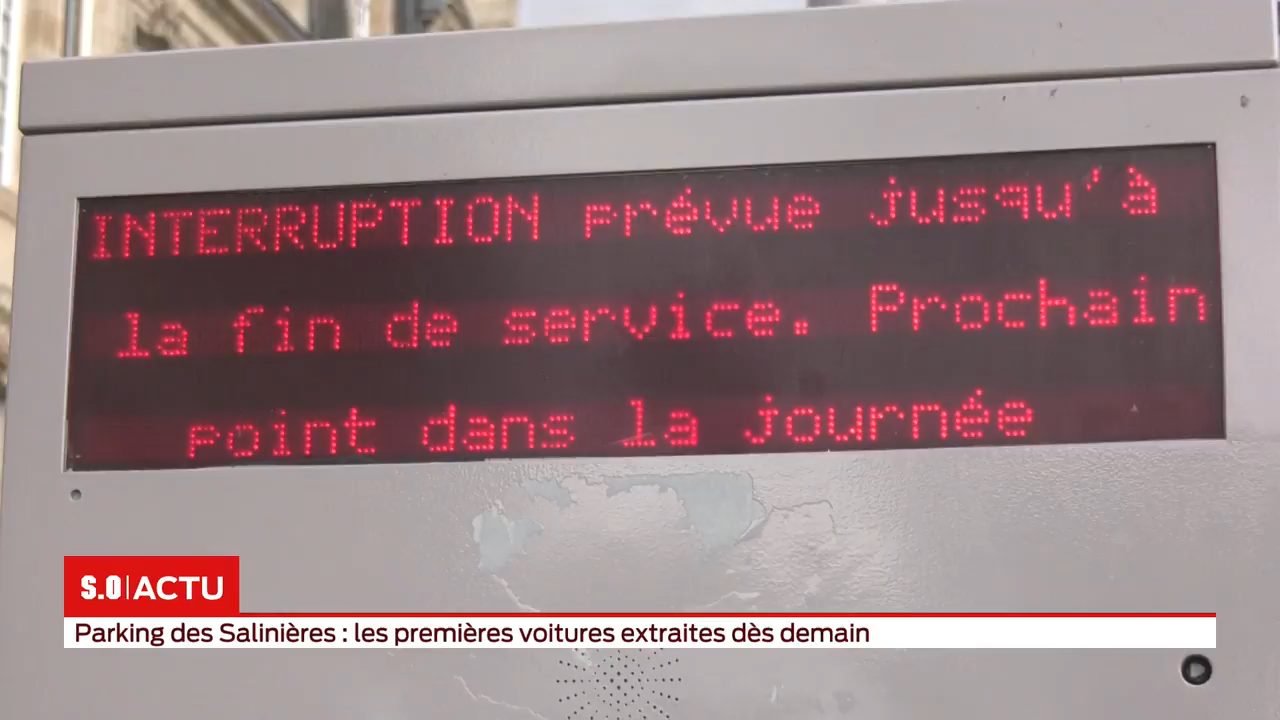 INTERRUPTION prévue jusqu'à
la fin de service. Prochain
point dans la journée
S.O|ACTU
Parking des Salinières : les premières voitures extraites dès demain